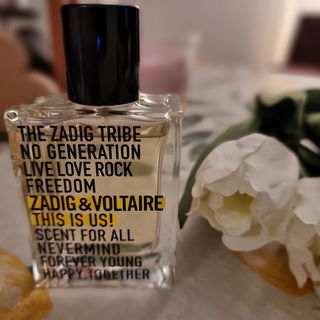 THE ZADIG TRIBE
NO GENERATION
LIVE LOVE ROCK
FREEDOM
ZADIG&VOLTAIRE
THIS IS US!
SCENT FOR ALL
NEVERMIND
FOREVER YOUNG
HAPPY TOGETHER